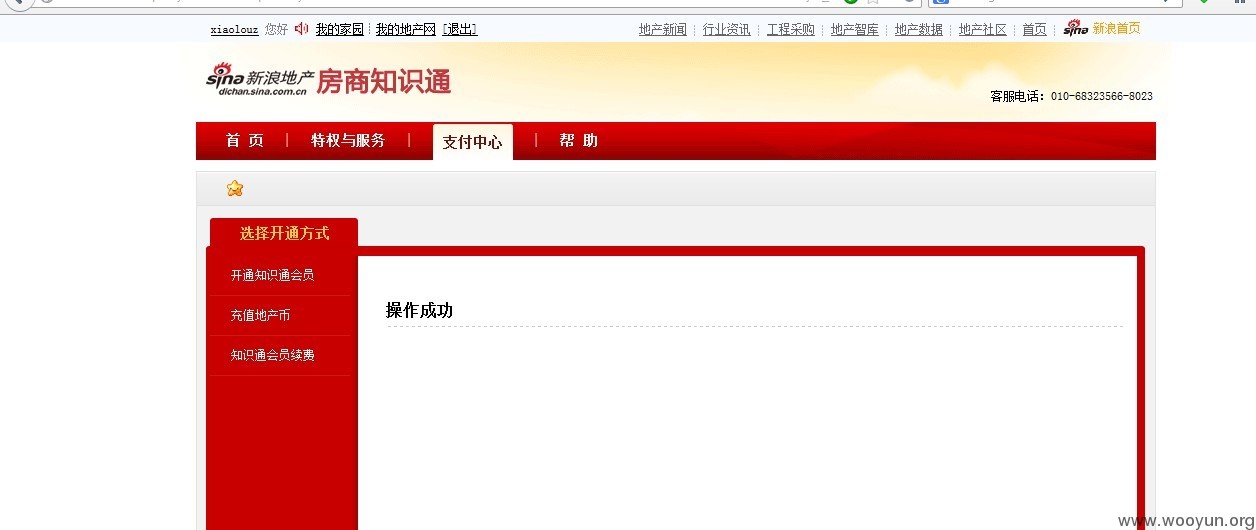 xiaolouz 您好 我的家园 我的地产网 [退出] 地产新闻 行业资讯 工程采购 地产智库 地产数据 地产社区 首页 sina 新浪首页
sina 新浪地产 房商知识通
dichan.sina.com.cn
客服电话：010-68323566-8023
首 页 | 特权与服务 | 支付中心 | 帮 助
选择开通方式
开通知识通会员
操作成功
充值地产币
知识通会员续费
www.wooyun.org